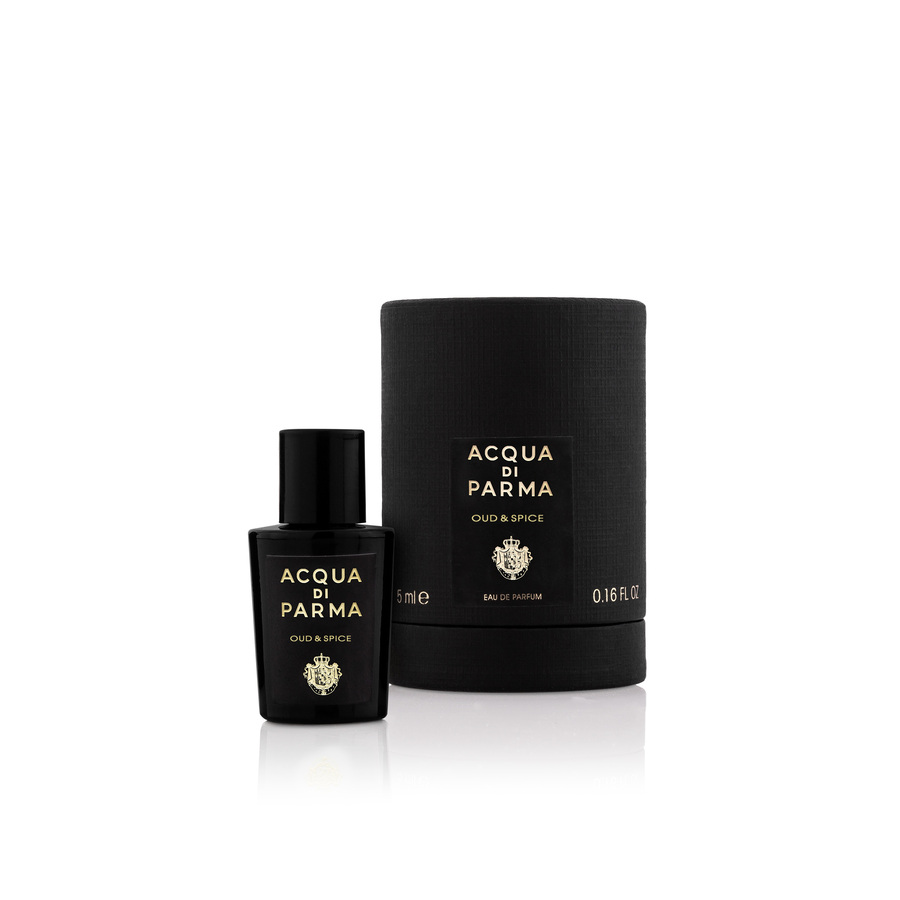 ACQUA
DI
PARMA
OUD & SPICE
ACQUA
DI
PARMA
OUD & SPICE
5 ml ℮
EAU DE PARFUM
0.16 FL OZ